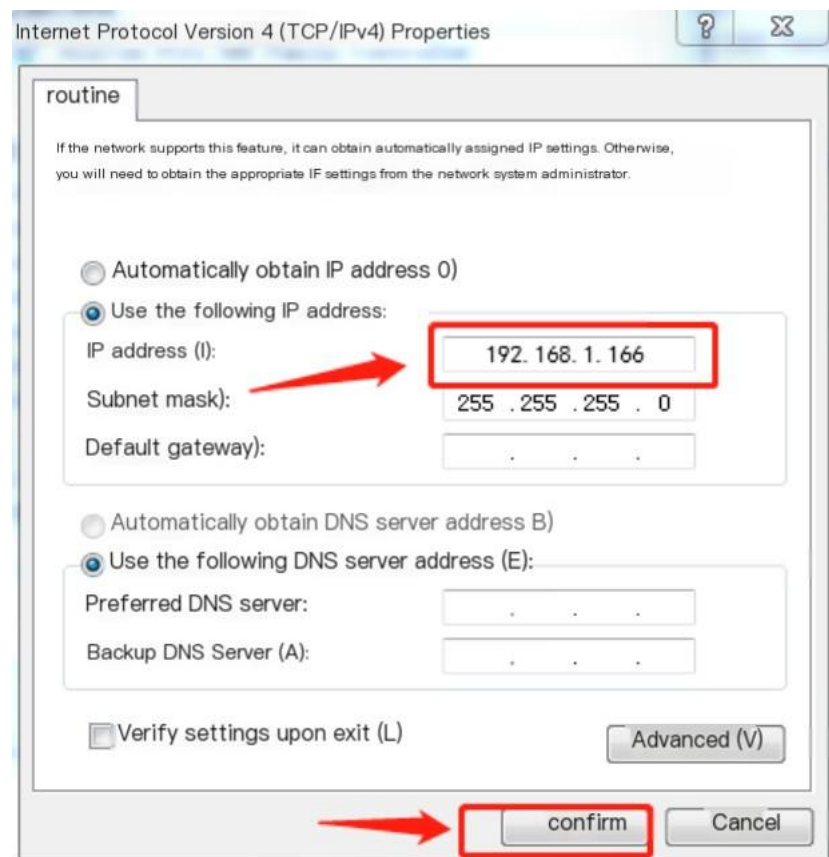 Internet Protocol Version 4 (TCP/IPv4) Properties
routine
If the network supports this feature, it can obtain automatically assigned IP settings. Otherwise,
you will need to obtain the appropriate IF settings from the network system administrator.
Automatically obtain IP address 0)
Use the following IP address:
IP address (I): 192. 168. 1. 166
Subnet mask): 255 . 255 . 255 . 0
Default gateway): . . .
Automatically obtain DNS server address B)
Use the following DNS server address (E):
Preferred DNS server: . . .
Backup DNS Server (A): . . .
Verify settings upon exit (L)
Advanced (V)
confirm Cancel